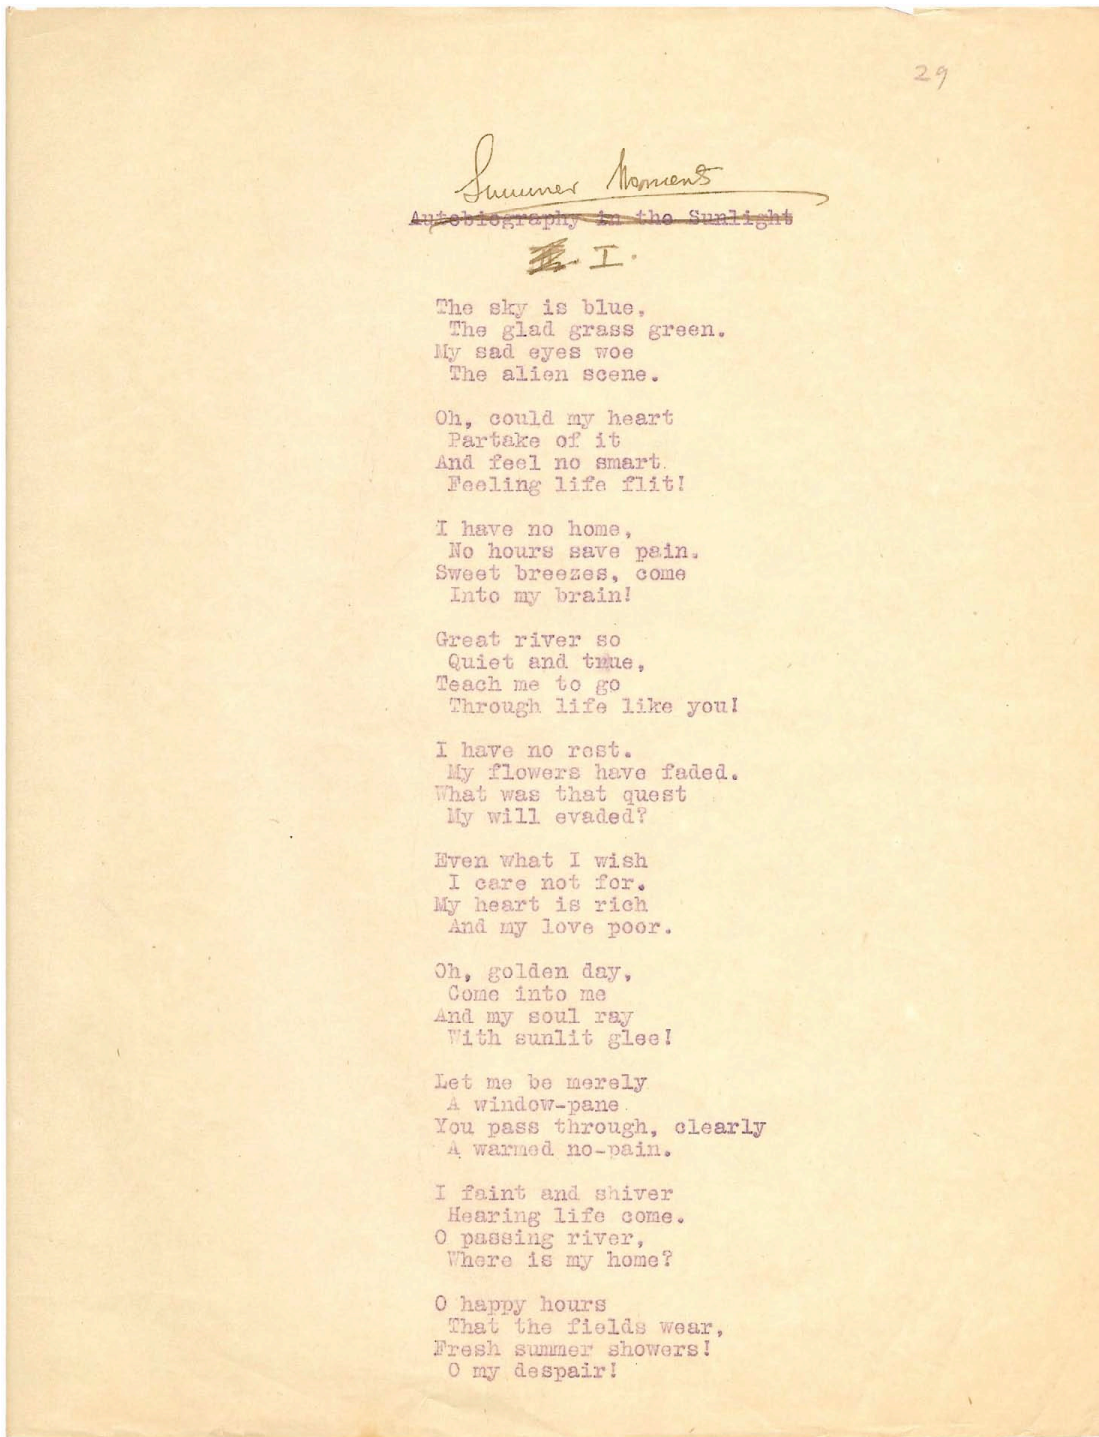 29
Summer Moments
Autobiography in the Sunlight
I.
The sky is blue,
The glad grass green.
My sad eyes woe
The alien scene.
Oh, could my heart
Partake of it
And feel no smart
Feeling life flit!
I have no home,
No hours save pain.
Sweet breezes, come
Into my brain!
Great river so
Quiet and true,
Teach me to go
Through life like you!
I have no rest.
My flowers have faded.
What was that quest
My will evaded?
Even what I wish
I care not for.
My heart is rich
And my love poor.
Oh, golden day,
Come into me
And my soul ray
With sunlit glee!
Let me be merely
A window-pane
You pass through, clearly
A warmed no-pain.
I faint and shiver
Hearing life come.
O passing river,
Where is my home?
O happy hours
That the fields wear,
Fresh summer showers!
O my despair!